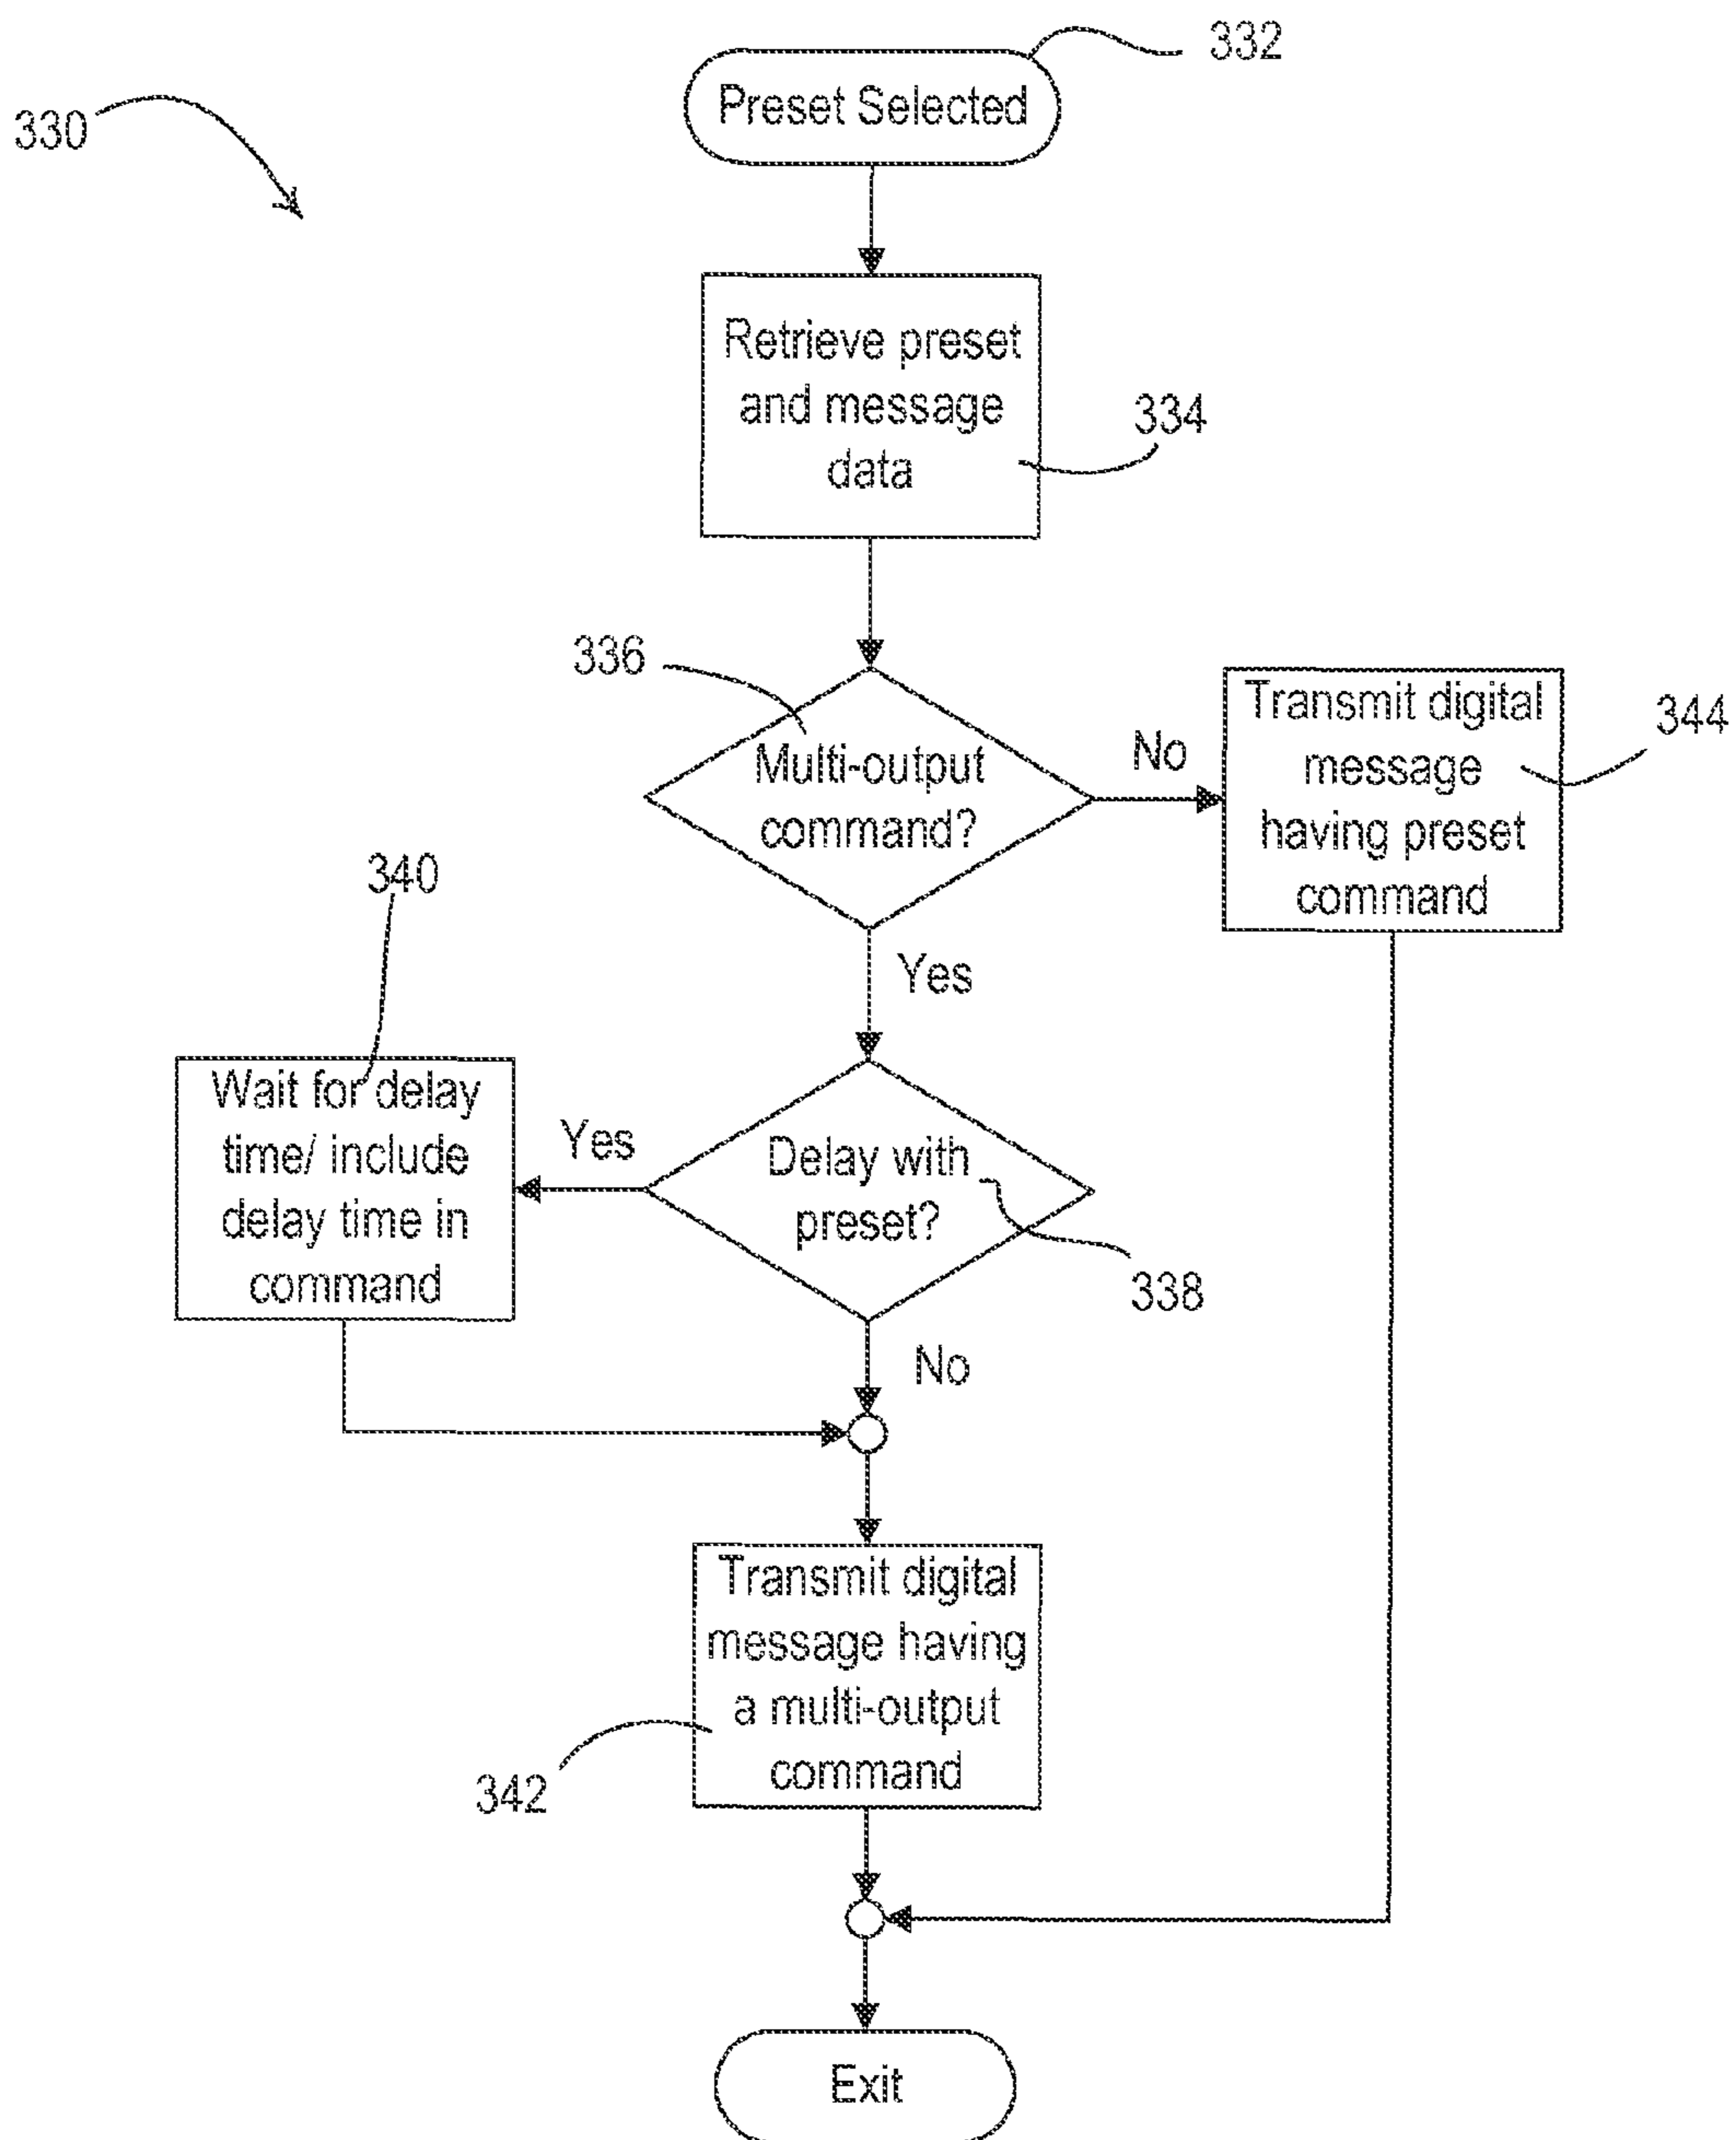 332
Preset Selected
330
Retrieve preset
and message
data
334
336
Multi-output
command?
No
Transmit digital
message
having preset
command
344
340
Yes
Wait for delay
time/ include
delay time in
command
Yes
Delay with
preset?
338
No
Transmit digital
message having
a multi-output
command
342
Exit